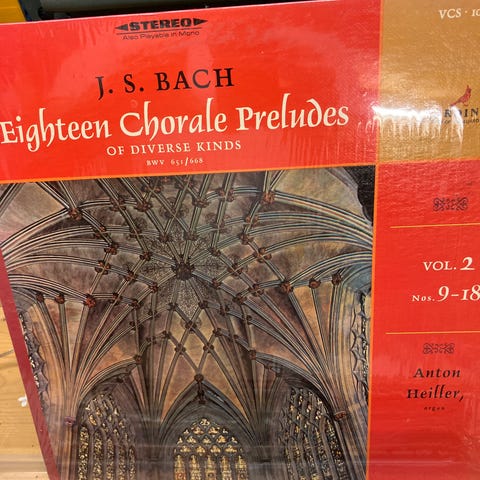 STEREO
Also Playable in Mono
VCS · 10
J. S. BACH
Eighteen Chorale Preludes
OF DIVERSE KINDS
BWV 651/668
VOL. 2
Nos. 9-18
Anton
Heiller,
organ